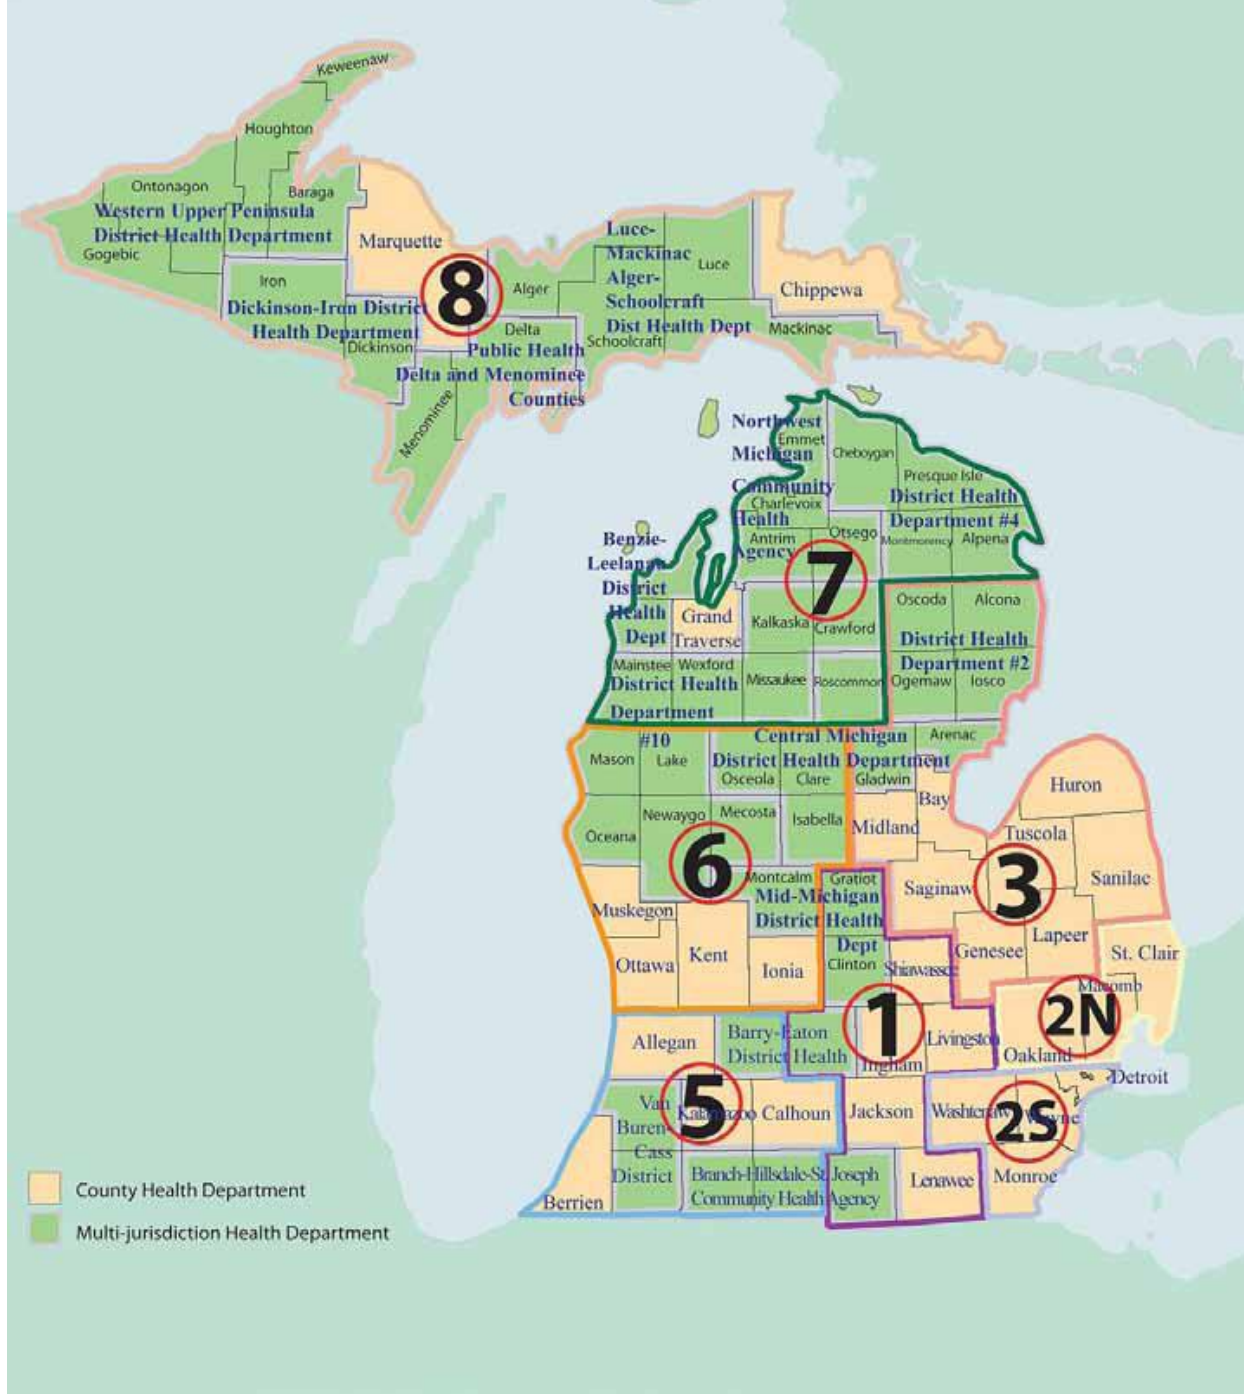 Keweenaw
Houghton
Ontonagon
Baraga
Western Upper Peninsula
District Health Department
Gogebic
Marquette
Iron
Dickinson-Iron District
Health Department
Dickinson
8
Alger
Luce-
Mackinac
Alger-
Schoolcraft
Dist Health Dept
Luce
Chippewa
Mackinac
Schoolcraft
Delta
Public Health
Delta and Menominee
Counties
Menominee
Northwest
Michigan
Community
Health
Agency
Emmet
Cheboygan
Presque Isle
District Health
Department #4
Charlevoix
Antrim
Otsego
Montmorency
Alpena
7
Benzie-
Leelanau
District
Health
Dept
Grand
Traverse
Kalkaska
Crawford
Oscoda
Alcona
District Health
Department #2
Ogemaw
Iosco
Mainstee
Wexford
Missaukee
Roscommon
District Health
Department
#10
Central Michigan
District Health Department
Arenac
Mason
Lake
Osceola
Clare
Gladwin
Bay
Huron
Newaygo
Mecosta
Isabella
Midland
Tuscola
Oceana
6
3
Montcalm
Gratiot
Saginaw
Sanilac
Mid-Michigan
District Health
Dept
Muskegon
Clinton
Shiawassee
Genesee
Lapeer
St. Clair
Ottawa
Kent
Ionia
Macomb
1
2N
Allegan
Barry-Eaton
District Health
Ingham
Livingston
Oakland
Detroit
Van
Buren-
Cass
District
Kalamazoo
5
Calhoun
Jackson
Washtenaw
2S
Wayne
Branch-Hillsdale-St. Joseph
Community Health Agency
Lenawee
Monroe
Berrien
County Health Department
Multi-jurisdiction Health Department